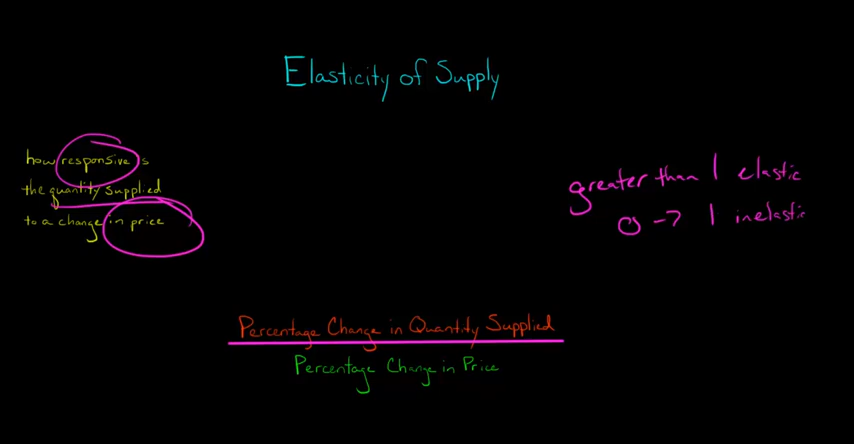 Elasticity of Supply
how responsive is
the quantity supplied
to a change in price
greater than 1 elastic
0 -> 1 inelastic
Percentage Change in Quantity Supplied
Percentage Change in Price